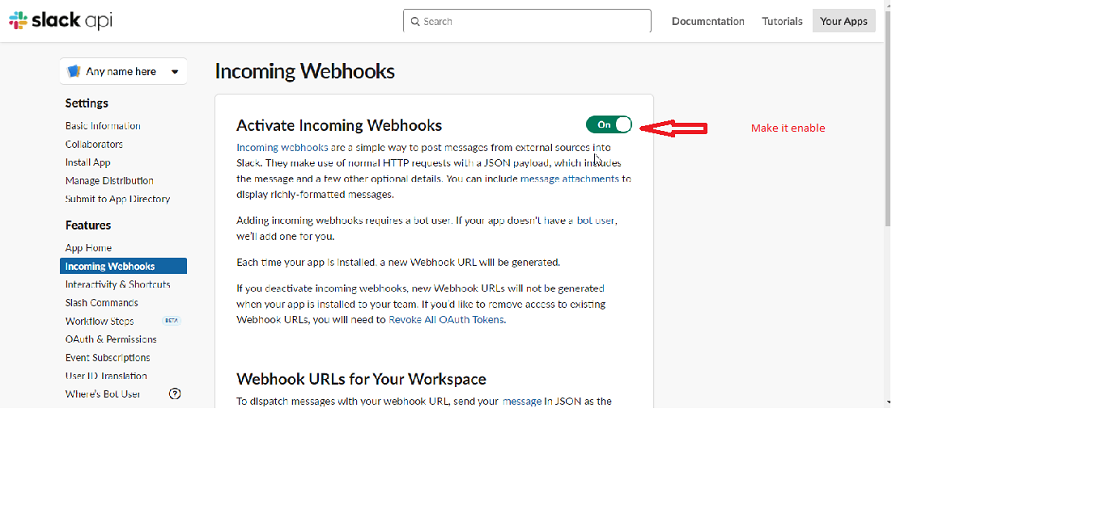 slack api
Search
Documentation
Tutorials
Your Apps
Any name here
Incoming Webhooks
Settings
Basic Information
Collaborators
Install App
Manage Distribution
Submit to App Directory
Features
App Home
Incoming Webhooks
Interactivity & Shortcuts
Slash Commands
Workflow Steps BETA
OAuth & Permissions
Event Subscriptions
User ID Translation
Where's Bot User ?
Activate Incoming Webhooks
On
Make it enable
Incoming webhooks are a simple way to post messages from external sources into
Slack. They make use of normal HTTP requests with a JSON payload, which includes
the message and a few other optional details. You can include message attachments to
display richly-formatted messages.
Adding incoming webhooks requires a bot user. If your app doesn't have a bot user,
we'll add one for you.
Each time your app is installed, a new Webhook URL will be generated.
If you deactivate incoming webhooks, new Webhook URLs will not be generated
when your app is installed to your team. If you'd like to remove access to existing
Webhook URLs, you will need to Revoke All OAuth Tokens.
Webhook URLs for Your Workspace
To dispatch messages with your webhook URL, send your message in JSON as the